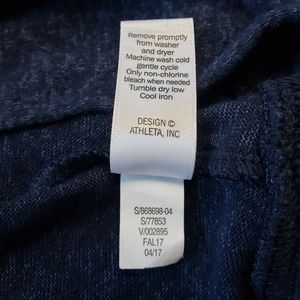 Remove promptly
from washer
and dryer
Machine wash cold
gentle cycle
Only non-chlorine
bleach when needed
Tumble dry low
Cool iron
DESIGN ©
ATHLETA, INC
S/868698-04
S/77853
V/002895
FAL17
04/17